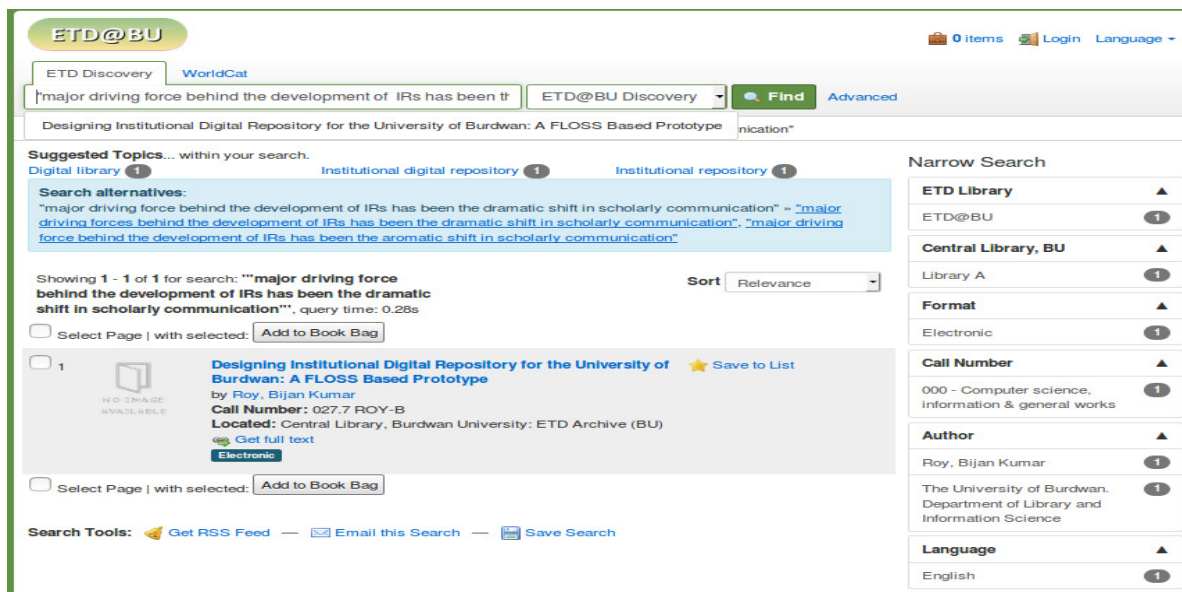 ETD@BU
0 items Login Language
ETD Discovery WorldCat
"major driving force behind the development of IRs has been th ETD@BU Discovery Find Advanced
Designing Institutional Digital Repository for the University of Burdwan: A FLOSS Based Prototype nication"
Suggested Topics... within your search.
Digital library 1 Institutional digital repository 1 Institutional repository 1
Search alternatives:
"major driving force behind the development of IRs has been the dramatic shift in scholarly communication" » "major
driving forces behind the development of IRs has been the dramatic shift in scholarly communication", "major driving
force behind the development of IRs has been the aromatic shift in scholarly communication"
Showing 1 - 1 of 1 for search: '"major driving force
behind the development of IRs has been the dramatic
shift in scholarly communication"', query time: 0.28s
Sort Relevance
Select Page | with selected: Add to Book Bag
1
NO IMAGE
AVAILABLE
Designing Institutional Digital Repository for the University of
Burdwan: A FLOSS Based Prototype
by Roy, Bijan Kumar
Call Number: 027.7 ROY-B
Located: Central Library, Burdwan University: ETD Archive (BU)
Get full text
Electronic
Save to List
Select Page | with selected: Add to Book Bag
Search Tools: Get RSS Feed — Email this Search — Save Search
Narrow Search
ETD Library
ETD@BU 1
Central Library, BU
Library A 1
Format
Electronic 1
Call Number
000 - Computer science, 1
information & general works
Author
Roy, Bijan Kumar 1
The University of Burdwan. 1
Department of Library and
Information Science
Language
English 1